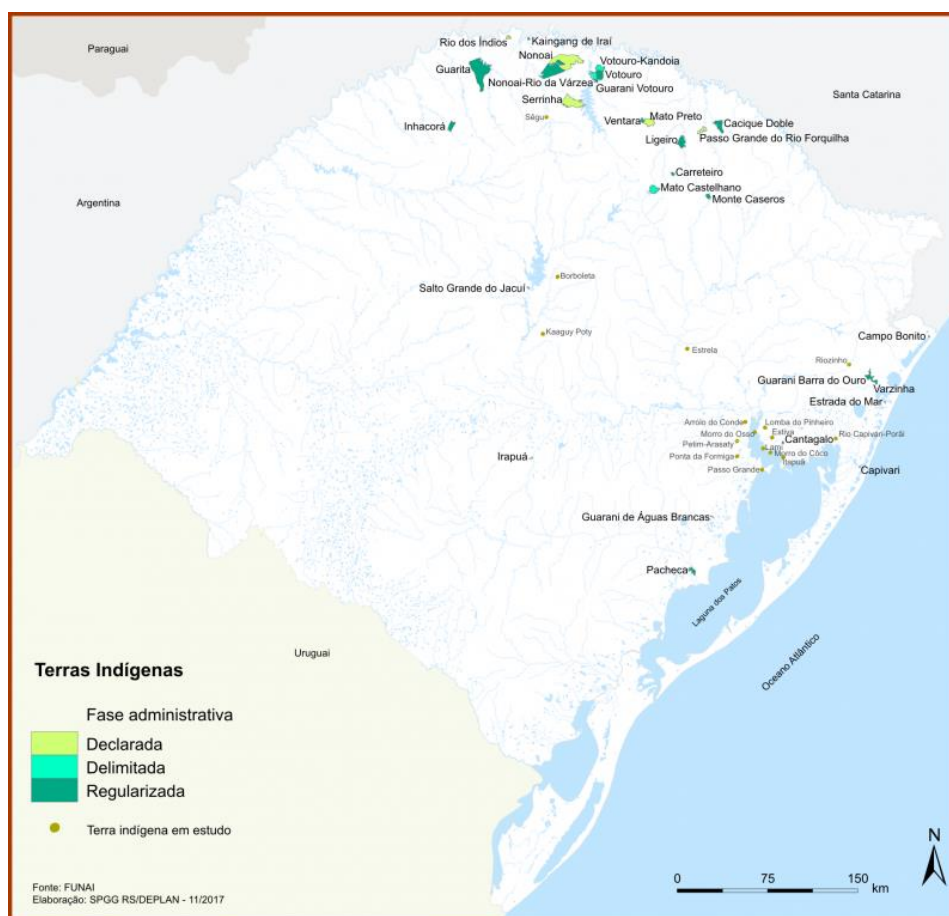 Paraguai
Rio dos Índios
Kaingang de Iraí
Nonoai
Guarita
Votouro-Kandoia
Votouro
Nonoai-Rio da Várzea
Guarani Votouro
Santa Catarina
Serrinha
Ségu
Inhacorá
Ventara
Mato Preto
Cacique Doble
Ligeiro
Passo Grande do Rio Forquilha
Carreteiro
Mato Castelhano
Monte Caseros
Argentina
Borboleta
Salto Grande do Jacuí
Kaeguy Poty
Campo Bonito
Estrela
Riozinho
Guarani Barra do Ouro
Varzinha
Estrada do Mar
Arroio do Conde
Lomba do Pinheiro
Morro do Osso
Estiva
Cantagalo
Rio Capivari-Porãi
Petim-Arasaty
Lami
Morro do Côco
Ponta da Formiga
Itapuã
Irapuá
Passo Grande
Capivari
Guarani de Águas Brancas
Pacheca
Laguna dos Patos
Oceano Atlântico
Uruguai
Terras Indígenas
Fase administrativa
Declarada
Delimitada
Regularizada
Terra indígena em estudo
Fonte: FUNAI
Elaboração: SPGG RS/DEPLAN - 11/2017
N
0 75 150
km